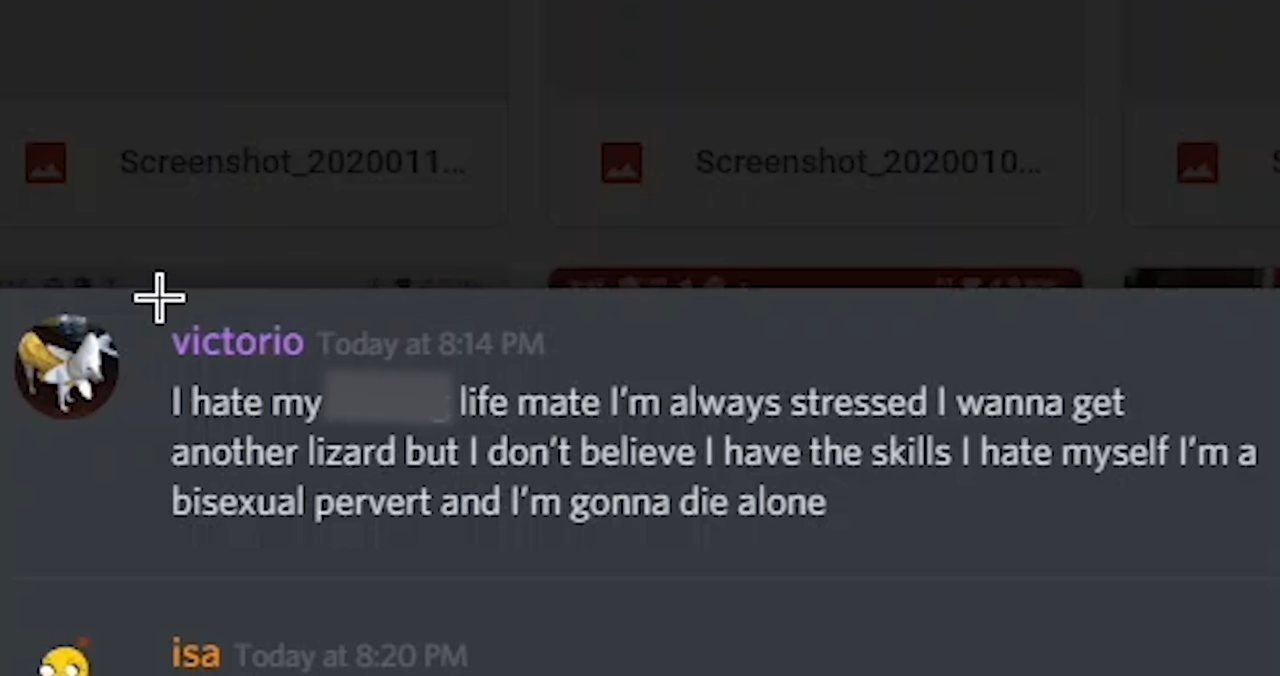 Screenshot_2020011...
Screenshot_2020010...
victorio Today at 8:14 PM
I hate my life mate I'm always stressed I wanna get
another lizard but I don't believe I have the skills I hate myself I'm a
bisexual pervert and I'm gonna die alone
isa Today at 8:20 PM